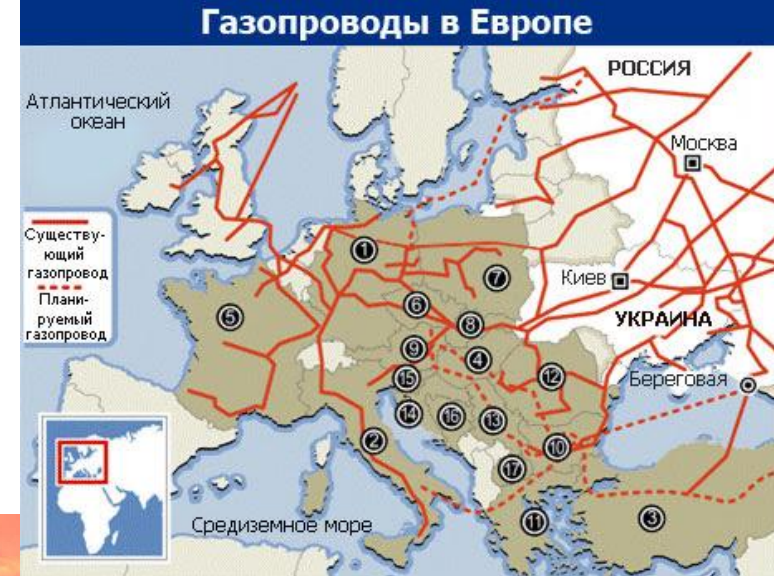 Газопроводы в Европе
РОССИЯ
Атлантический
океан
Москва
Существу-
ющий
газопровод
Плани-
руемый
газопровод
1
7
Киев
6
5
8
УКРАИНА
9
4
12
15
Береговая
14
16
13
2
10
17
Средиземное море
11
3